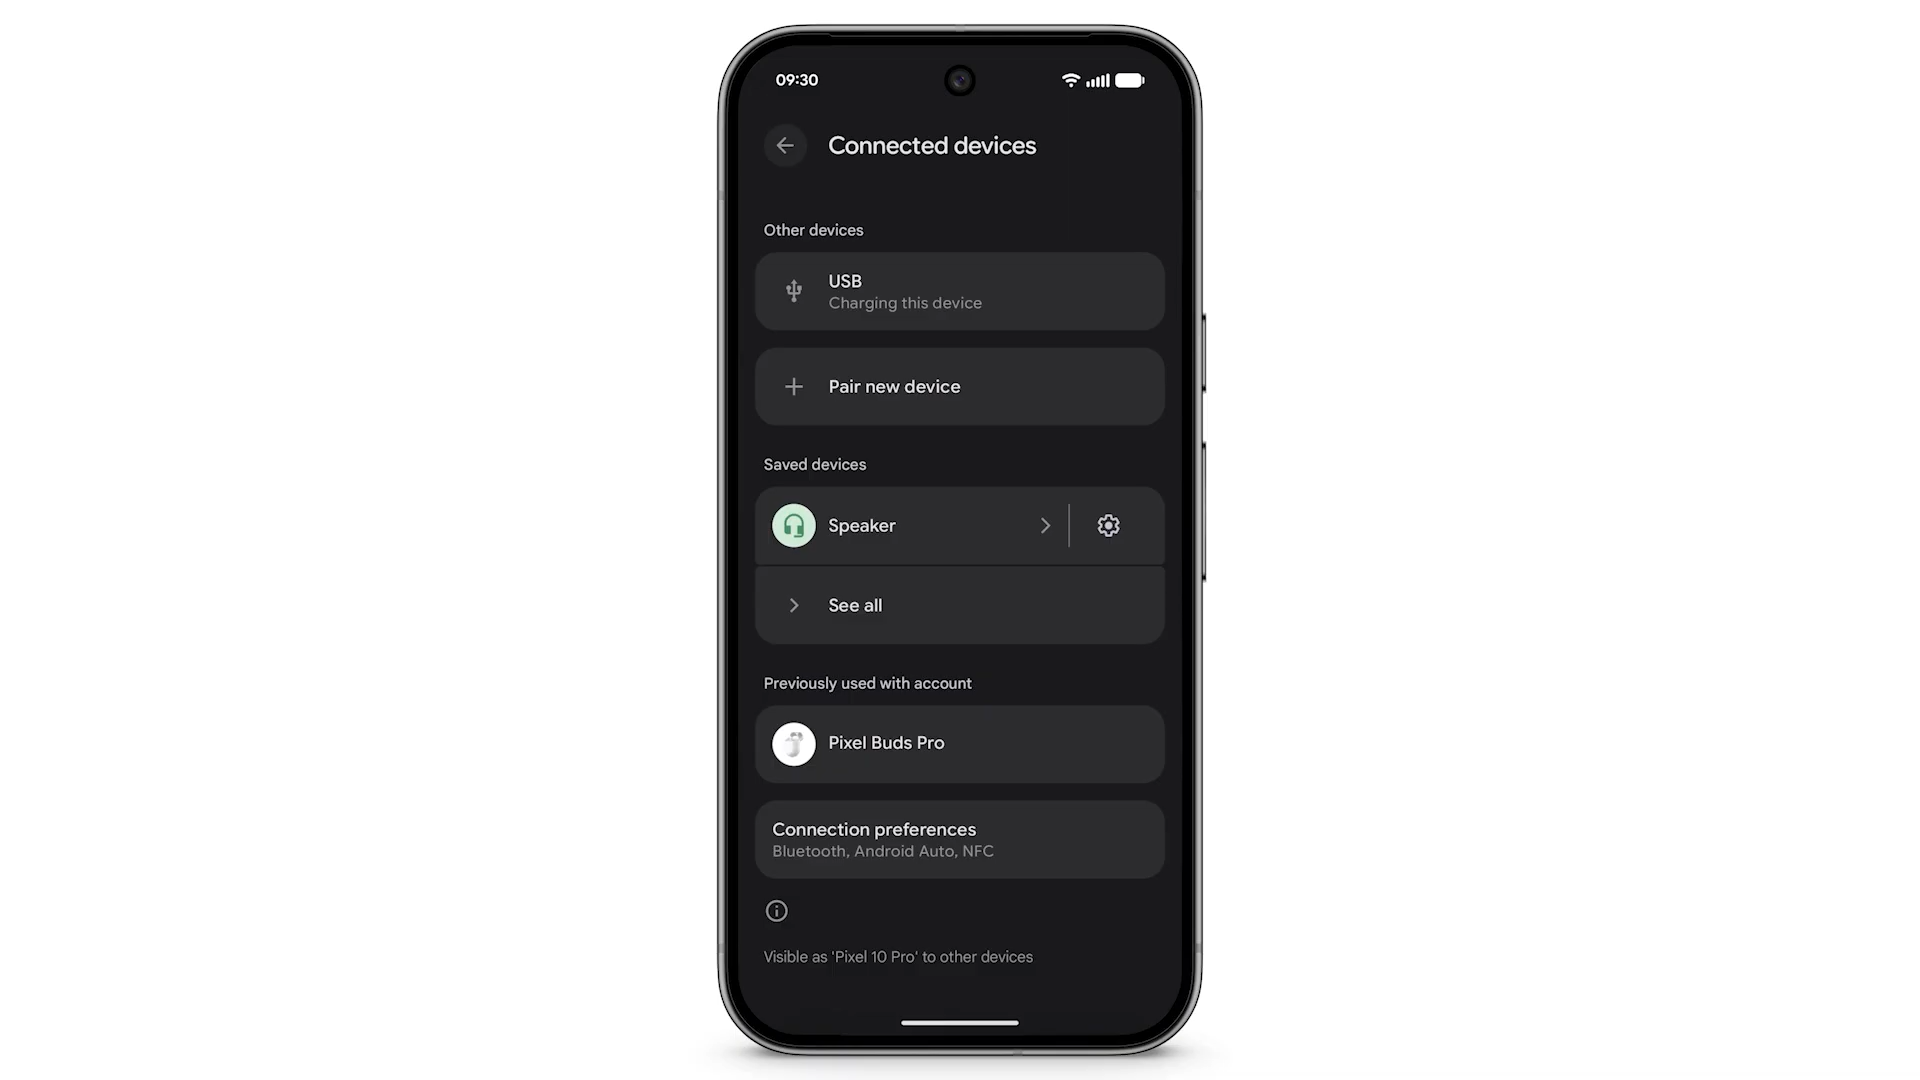 09:30
Connected devices
Other devices
USB
Charging this device
Pair new device
Saved devices
Speaker
See all
Previously used with account
Pixel Buds Pro
Connection preferences
Bluetooth, Android Auto, NFC
Visible as 'Pixel 10 Pro' to other devices